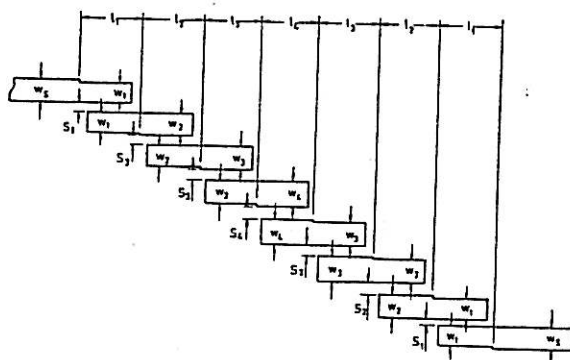 l₁ l₂ l₃ l₄ l₃ l₂ l₁
W₅ W₁
S₁ W₁ W₂
S₂ W₂ W₃
S₃ W₃ W₄
S₄ W₄ W₃
S₃ W₃ W₂
S₂ W₂ W₁
S₁ W₁ W₅